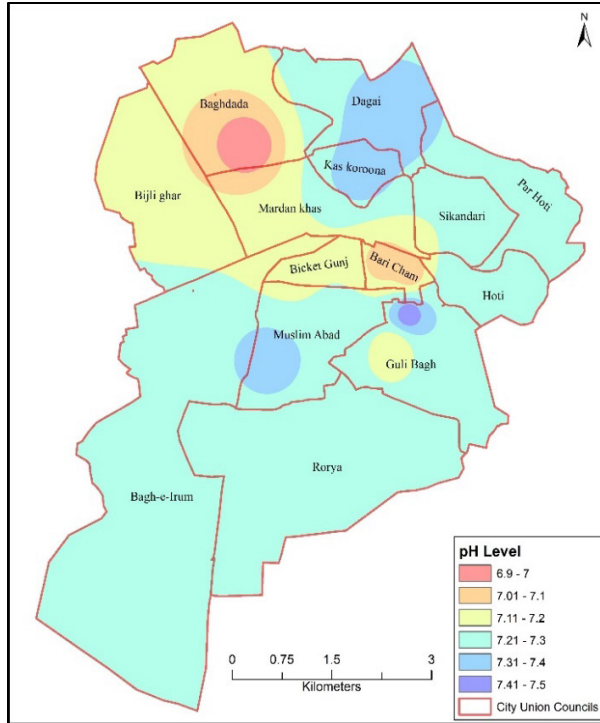 N
Baghdada
Dagai
Kas koroona
Bijli ghar
Mardan khas
Sikandari
Par Hoti
Bicket Gunj
Bari Cham
Hoti
Muslim Abad
Guli Bagh
Rorya
Bagh-e-Irum
pH Level
6.9 - 7
7.01 - 7.1
7.11 - 7.2
7.21 - 7.3
7.31 - 7.4
7.41 - 7.5
City Union Councils
0 0.75 1.5 3
Kilometers